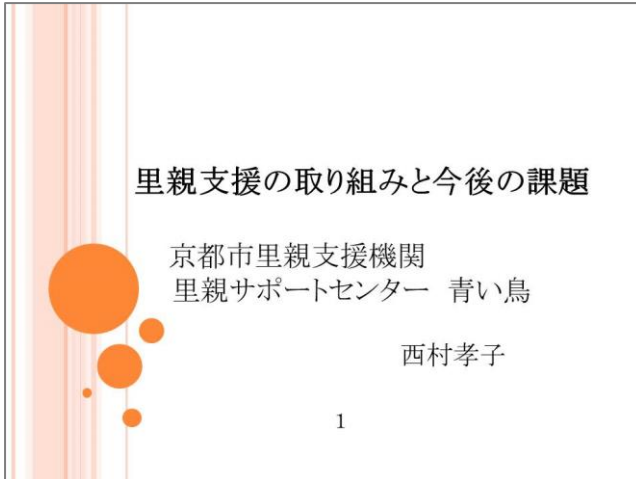 里親支援の取り組みと今後の課題
京都市里親支援機関
里親サポートセンター　青い鳥
西村孝子
1